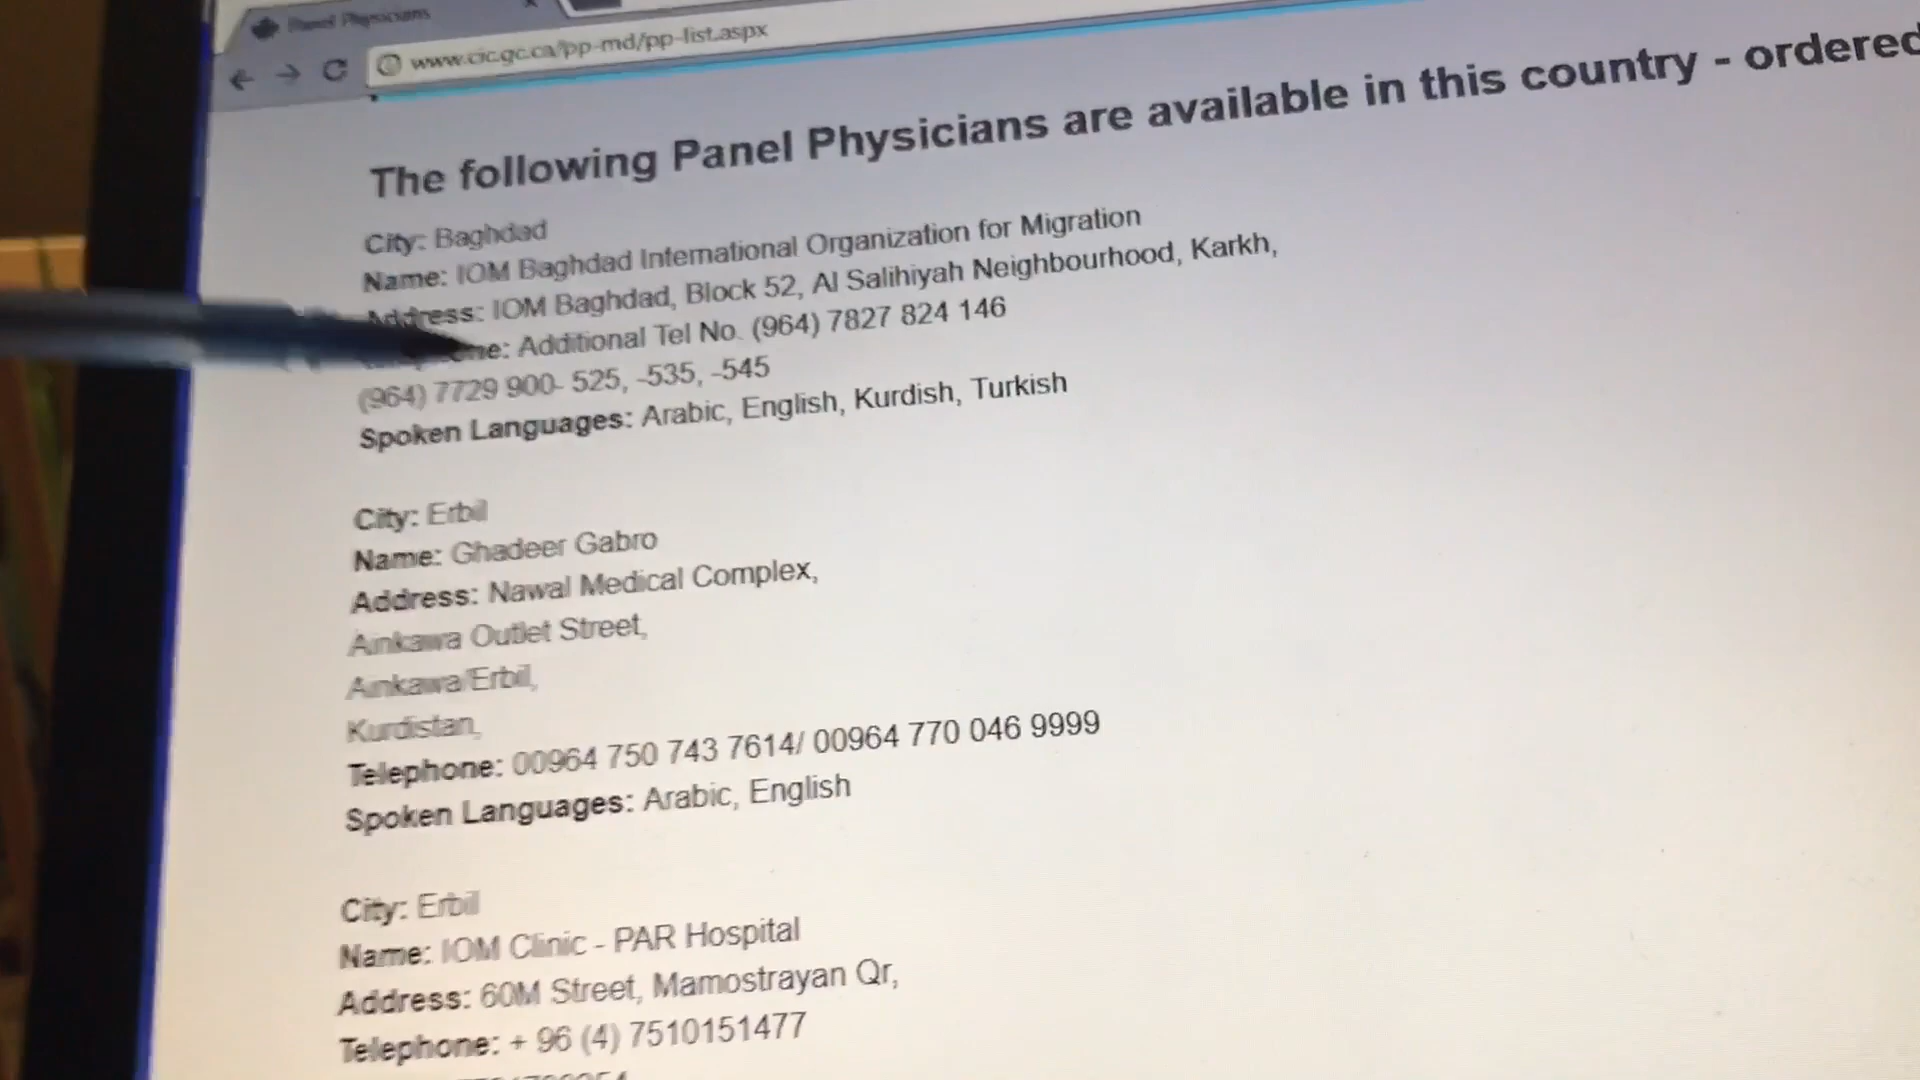 Panel Physicians
www.cic.gc.ca/pp-md/pp-list.aspx
The following Panel Physicians are available in this country - ordered
City: Baghdad
Name: IOM Baghdad International Organization for Migration
Address: IOM Baghdad, Block 52, Al Salihiyah Neighbourhood, Karkh,
Additional Tel No. (964) 7827 824 146
(964) 7729 900- 525, -535, -545
Spoken Languages: Arabic, English, Kurdish, Turkish
City: Erbil
Name: Ghadeer Gabro
Address: Nawal Medical Complex,
Ainkawa Outlet Street,
Ainkawa/Erbil,
Kurdistan,
Telephone: 00964 750 743 7614/ 00964 770 046 9999
Spoken Languages: Arabic, English
City: Erbil
Name: IOM Clinic - PAR Hospital
Address: 60M Street, Mamostrayan Qr,
Telephone: + 96 (4) 7510151477